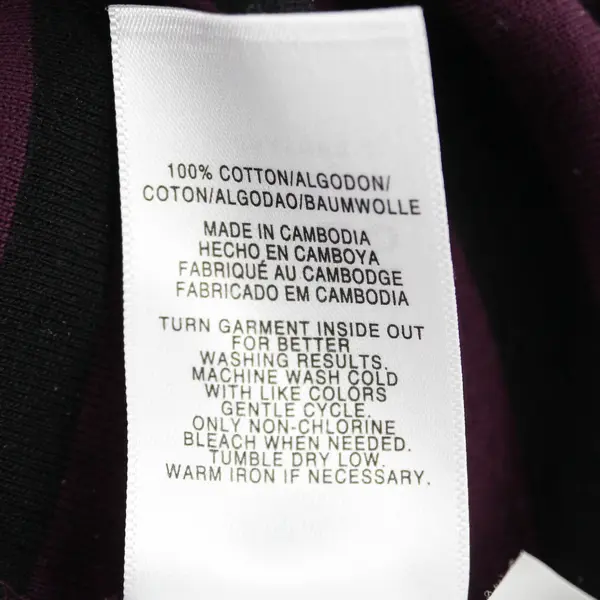 100% COTTON/ALGODON/
COTON/ALGODAO/BAUMWOLLE
MADE IN CAMBODIA
HECHO EN CAMBOYA
FABRIQUÉ AU CAMBODGE
FABRICADO EM CAMBODIA
TURN GARMENT INSIDE OUT
FOR BETTER
WASHING RESULTS.
MACHINE WASH COLD
WITH LIKE COLORS
GENTLE CYCLE.
ONLY NON-CHLORINE
BLEACH WHEN NEEDED.
TUMBLE DRY LOW.
WARM IRON IF NECESSARY.